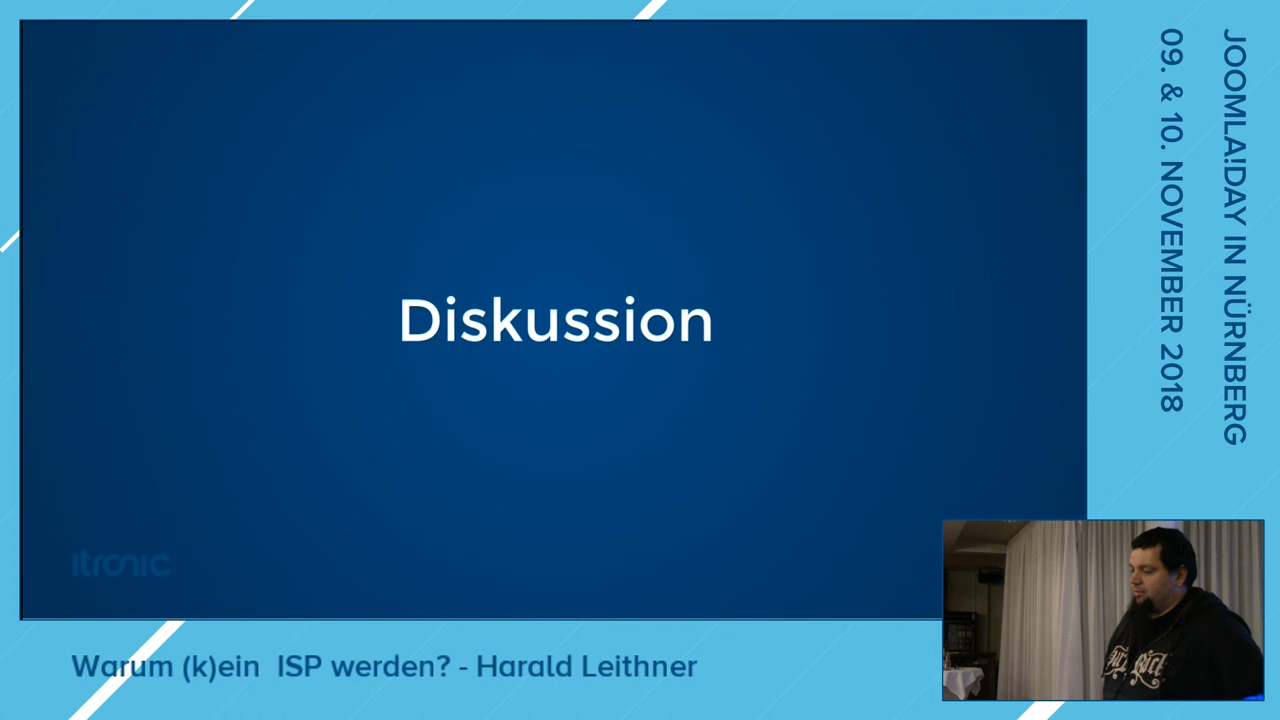 Diskussion
itronic
Warum (k)ein ISP werden? - Harald Leithner
JOOMLA!DAY IN NÜRNBERG
09. & 10. NOVEMBER 2018